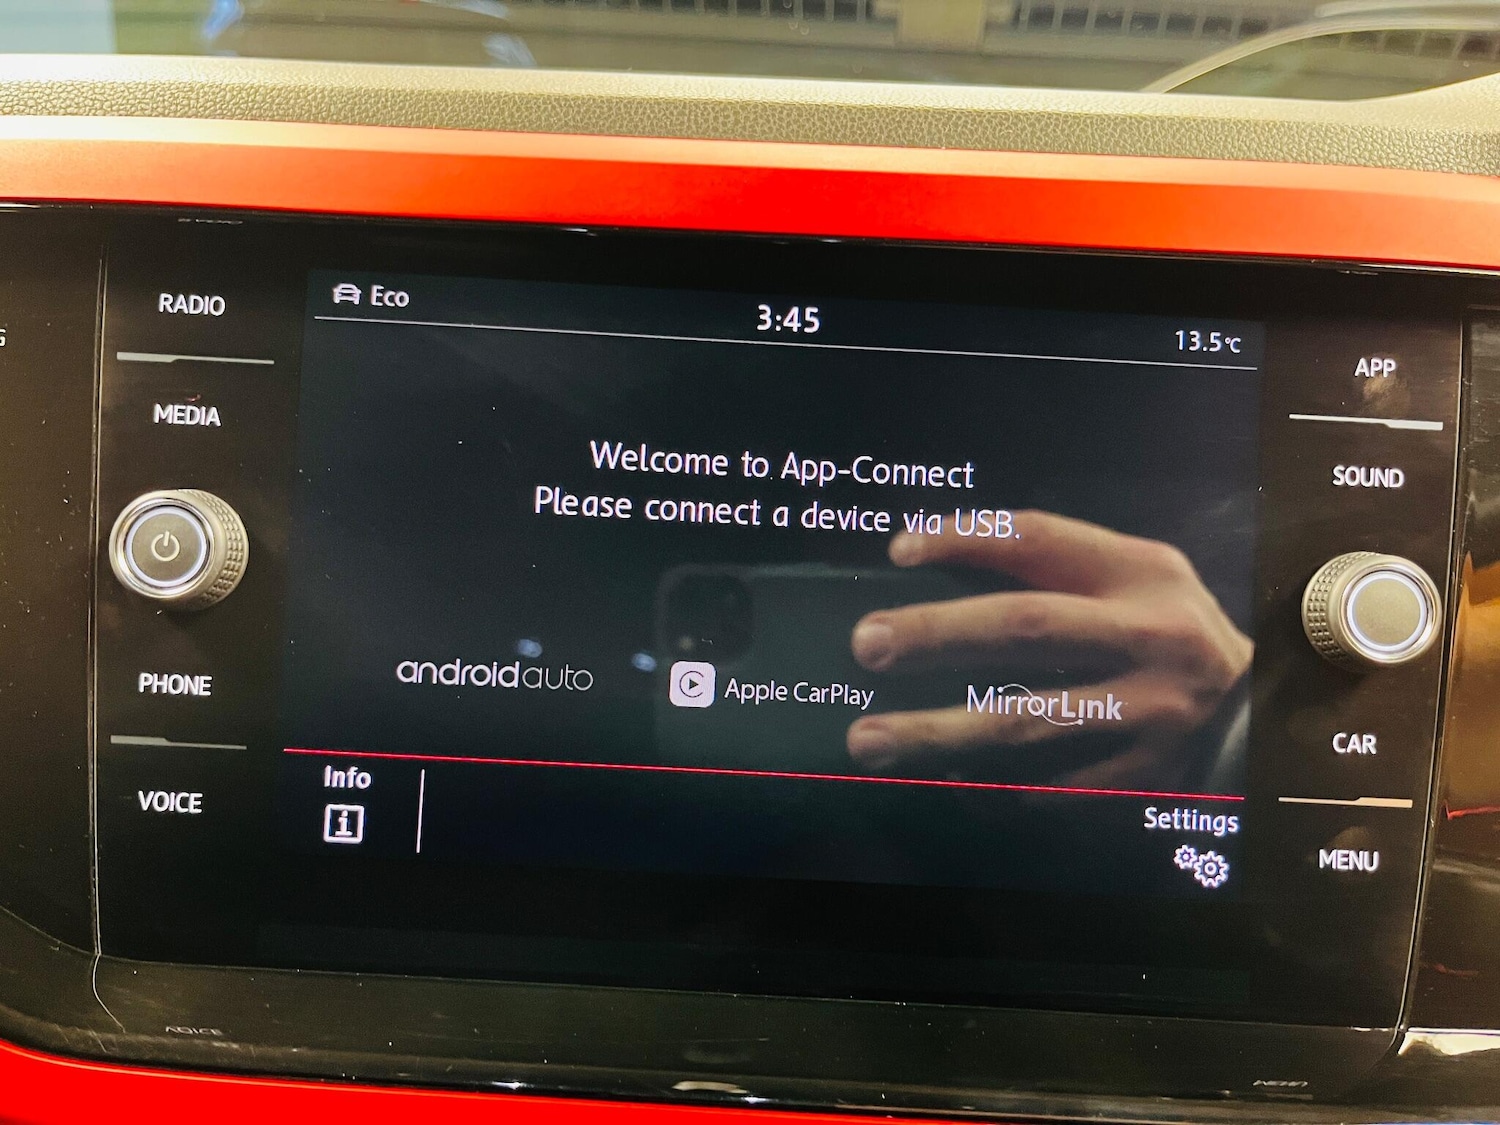 RADIO
MEDIA
PHONE
VOICE
Eco
3:45
13.5°C
Welcome to App-Connect
Please connect a device via USB.
androidauto
Apple CarPlay
MirrorLink
Info
i
Settings
APP
SOUND
CAR
MENU